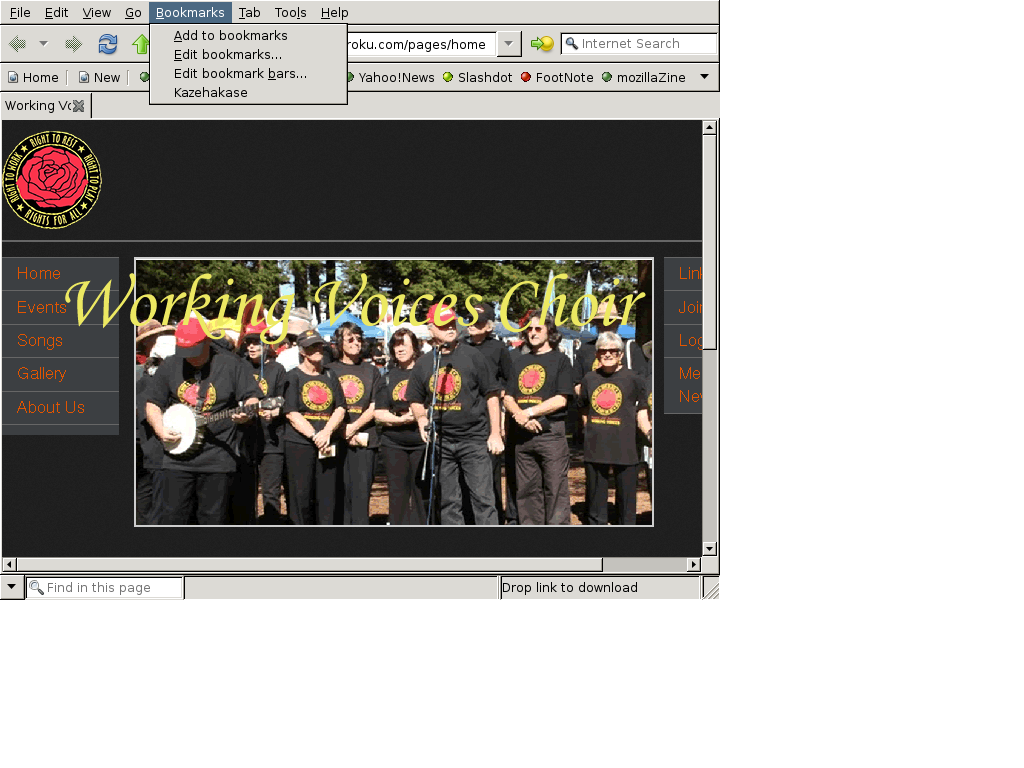 File Edit View Go Bookmarks Tab Tools Help
Add to bookmarks
Edit bookmarks...
Edit bookmark bars...
Kazehakase
roku.com/pages/home
Internet Search
Home New Yahoo!News Slashdot FootNote mozillaZine
Working Vo
RIGHT TO WORK ★ RIGHT TO REST ★ RIGHT TO PLAY
RIGHTS FOR ALL
Working Voices Choir
Home
Events
Songs
Gallery
About Us
Lin
Joi
Log
Me
Ne
Find in this page
Drop link to download